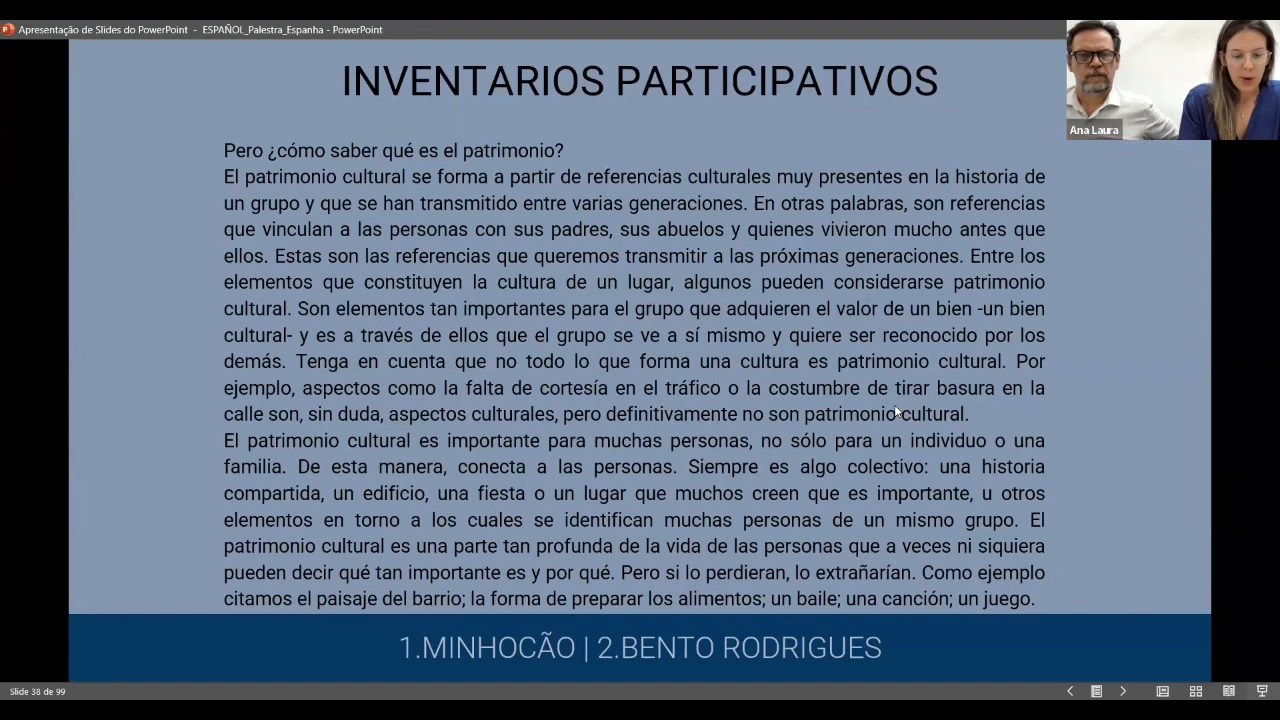 Apresentação de Slides do PowerPoint - ESPAÑOL_Palestra_Espanha - PowerPoint
INVENTARIOS PARTICIPATIVOS
Ana Laura
Pero ¿cómo saber qué es el patrimonio?
El patrimonio cultural se forma a partir de referencias culturales muy presentes en la historia de
un grupo y que se han transmitido entre varias generaciones. En otras palabras, son referencias
que vinculan a las personas con sus padres, sus abuelos y quienes vivieron mucho antes que
ellos. Estas son las referencias que queremos transmitir a las próximas generaciones. Entre los
elementos que constituyen la cultura de un lugar, algunos pueden considerarse patrimonio
cultural. Son elementos tan importantes para el grupo que adquieren el valor de un bien -un bien
cultural- y es a través de ellos que el grupo se ve a sí mismo y quiere ser reconocido por los
demás. Tenga en cuenta que no todo lo que forma una cultura es patrimonio cultural. Por
ejemplo, aspectos como la falta de cortesía en el tráfico o la costumbre de tirar basura en la
calle son, sin duda, aspectos culturales, pero definitivamente no son patrimonio cultural.
El patrimonio cultural es importante para muchas personas, no sólo para un individuo o una
familia. De esta manera, conecta a las personas. Siempre es algo colectivo: una historia
compartida, un edificio, una fiesta o un lugar que muchos creen que es importante, u otros
elementos en torno a los cuales se identifican muchas personas de un mismo grupo. El
patrimonio cultural es una parte tan profunda de la vida de las personas que a veces ni siquiera
pueden decir qué tan importante es y por qué. Pero si lo perdieran, lo extrañarían. Como ejemplo
citamos el paisaje del barrio; la forma de preparar los alimentos; un baile; una canción; un juego.
1.MINHOCÃO | 2.BENTO RODRIGUES
Slide 38 de 99